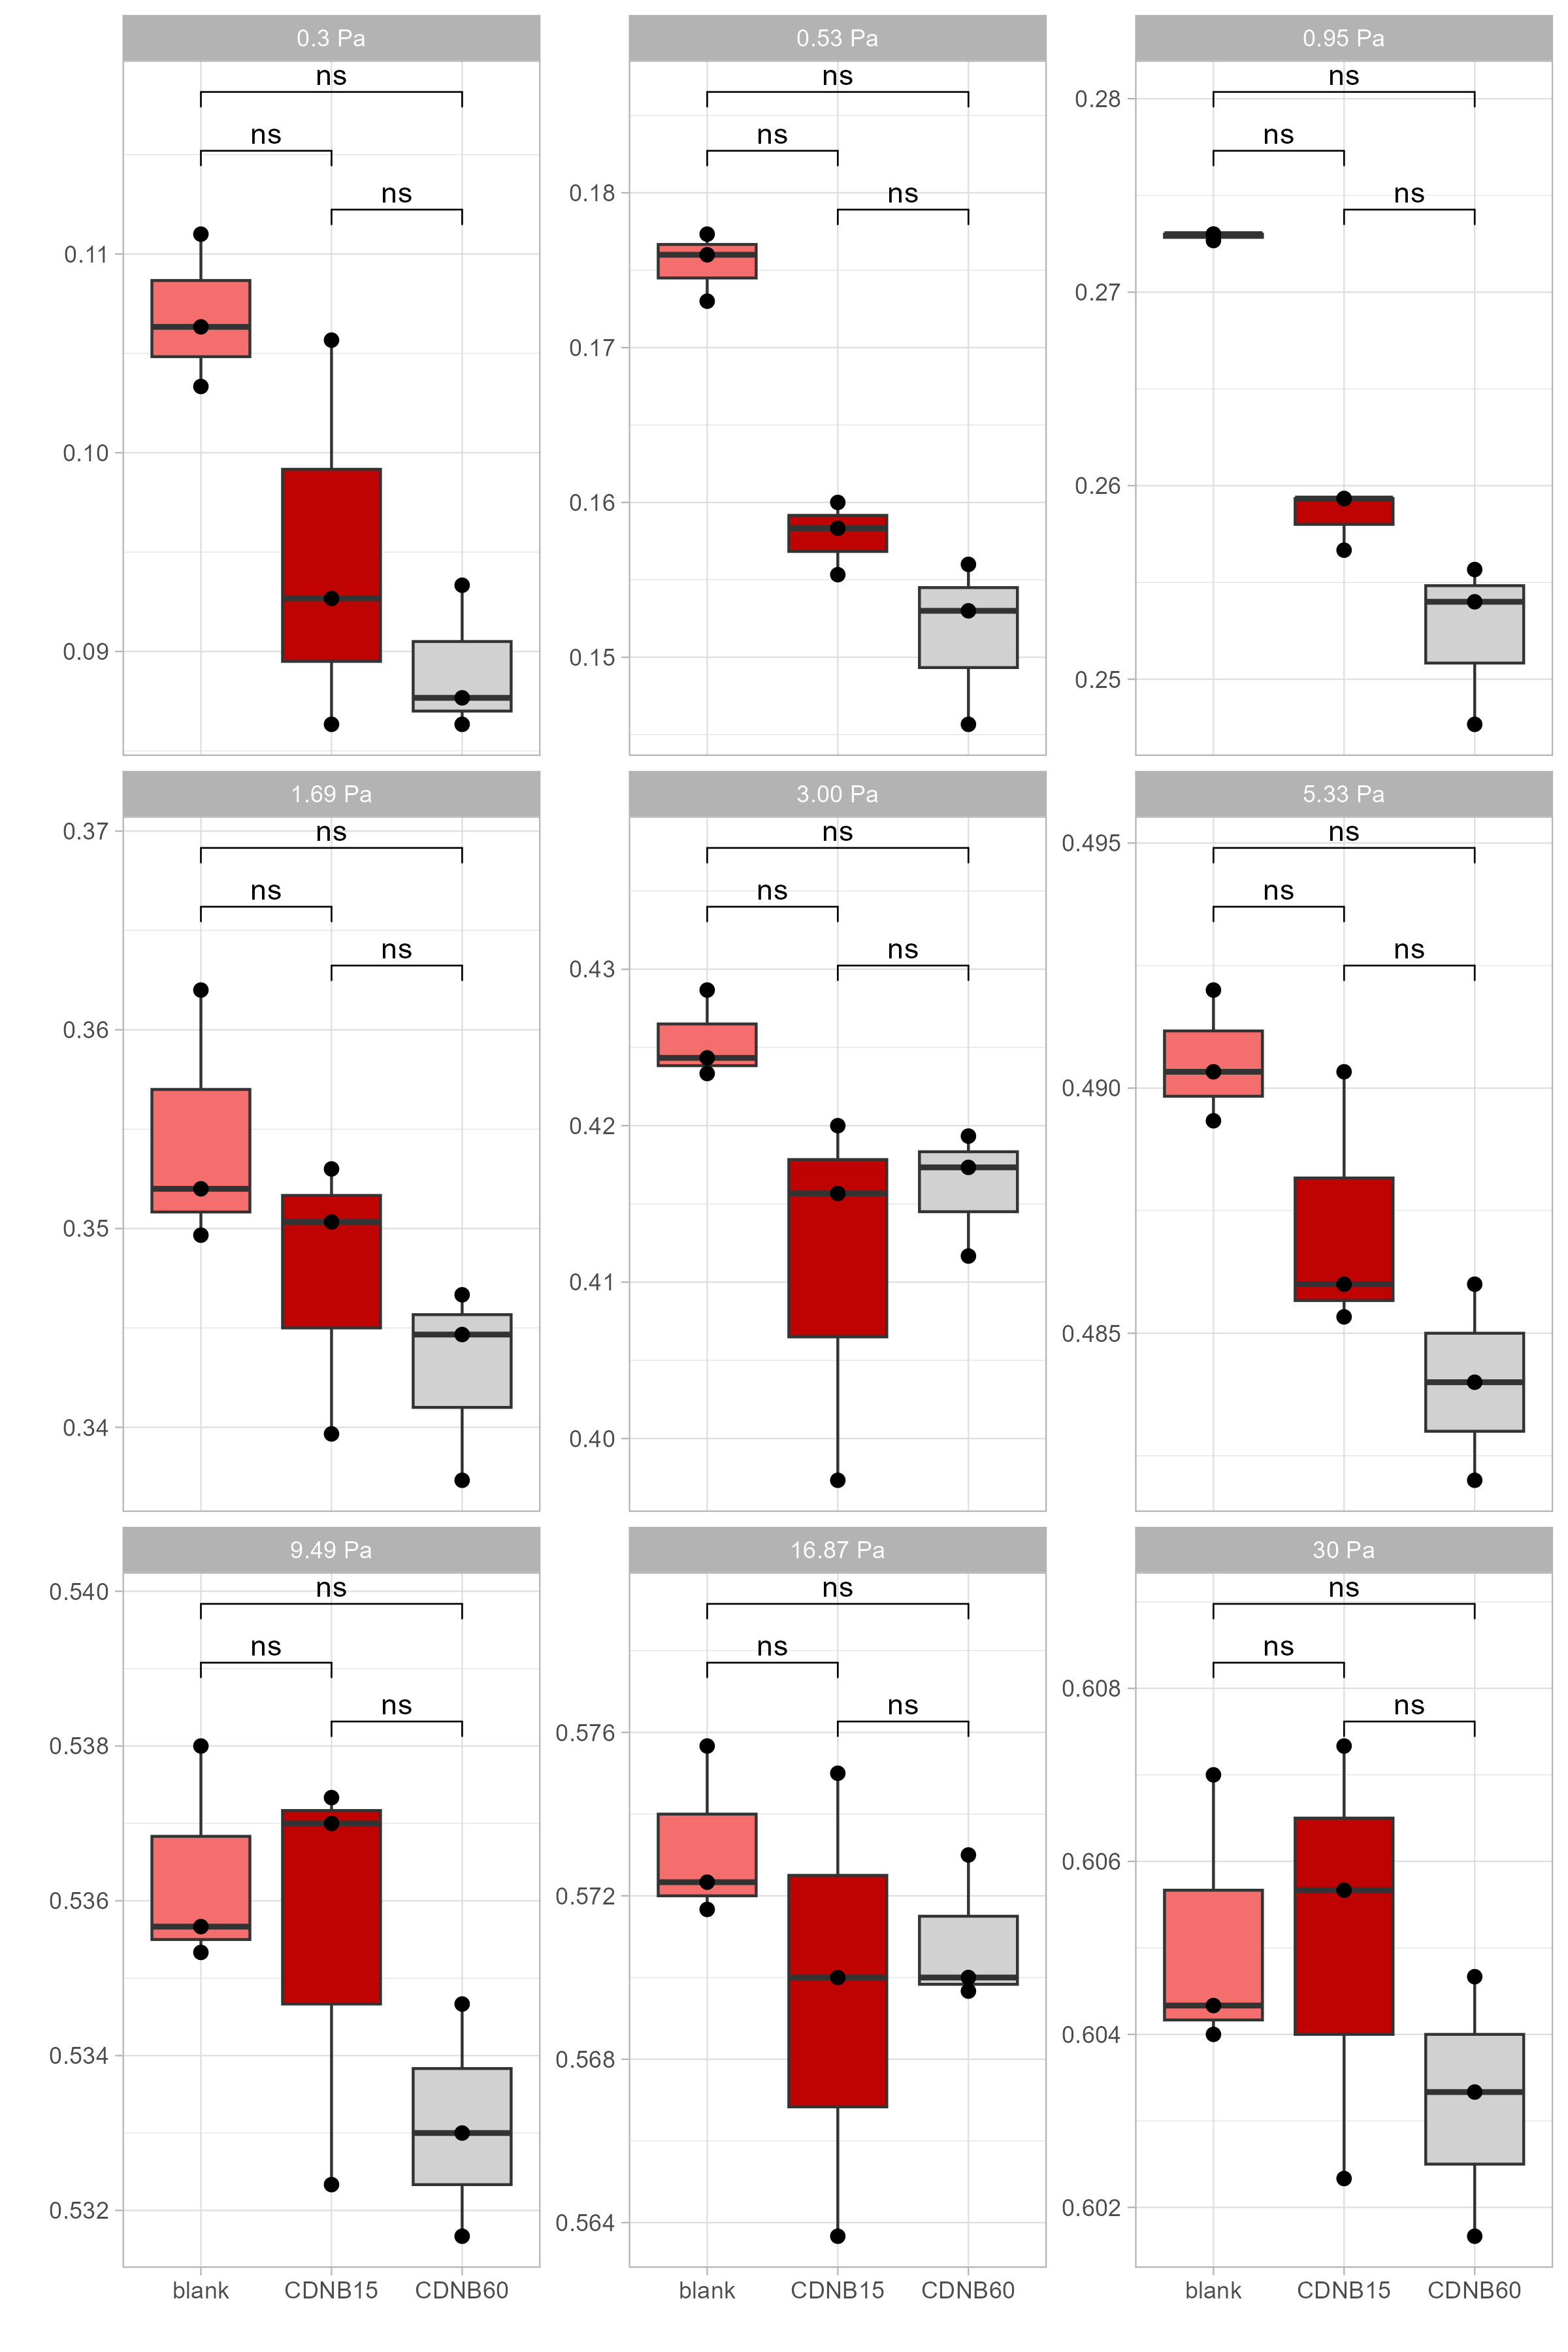 0.3 Pa 0.53 Pa 0.95 Pa
ns ns ns
0.28
ns ns ns
ns ns ns
0.18
0.11
0.27
0.17
0.10
0.26
0.16
0.09
0.15
0.25
1.69 Pa 3.00 Pa 5.33 Pa
0.37 ns ns ns
0.495
ns ns ns
ns ns ns
0.43
0.36
0.490
0.42
0.35
0.41
0.485
0.34
0.40
9.49 Pa 16.87 Pa 30 Pa
0.540 ns ns ns
ns ns ns
0.608
ns ns ns
0.576
0.538
0.606
0.572
0.536
0.604
0.534
0.568
0.602
0.532
0.564
blank CDNB15 CDNB60 blank CDNB15 CDNB60 blank CDNB15 CDNB60